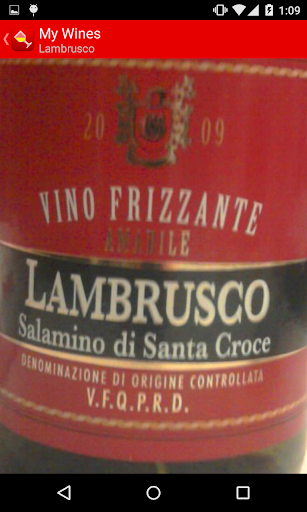 1:09
My Wines
Lambrusco
20 09
VINO FRIZZANTE
AMABILE
LAMBRUSCO
Salamino di Santa Croce
DENOMINAZIONE DI ORIGINE CONTROLLATA
V.F.Q.P.R.D.